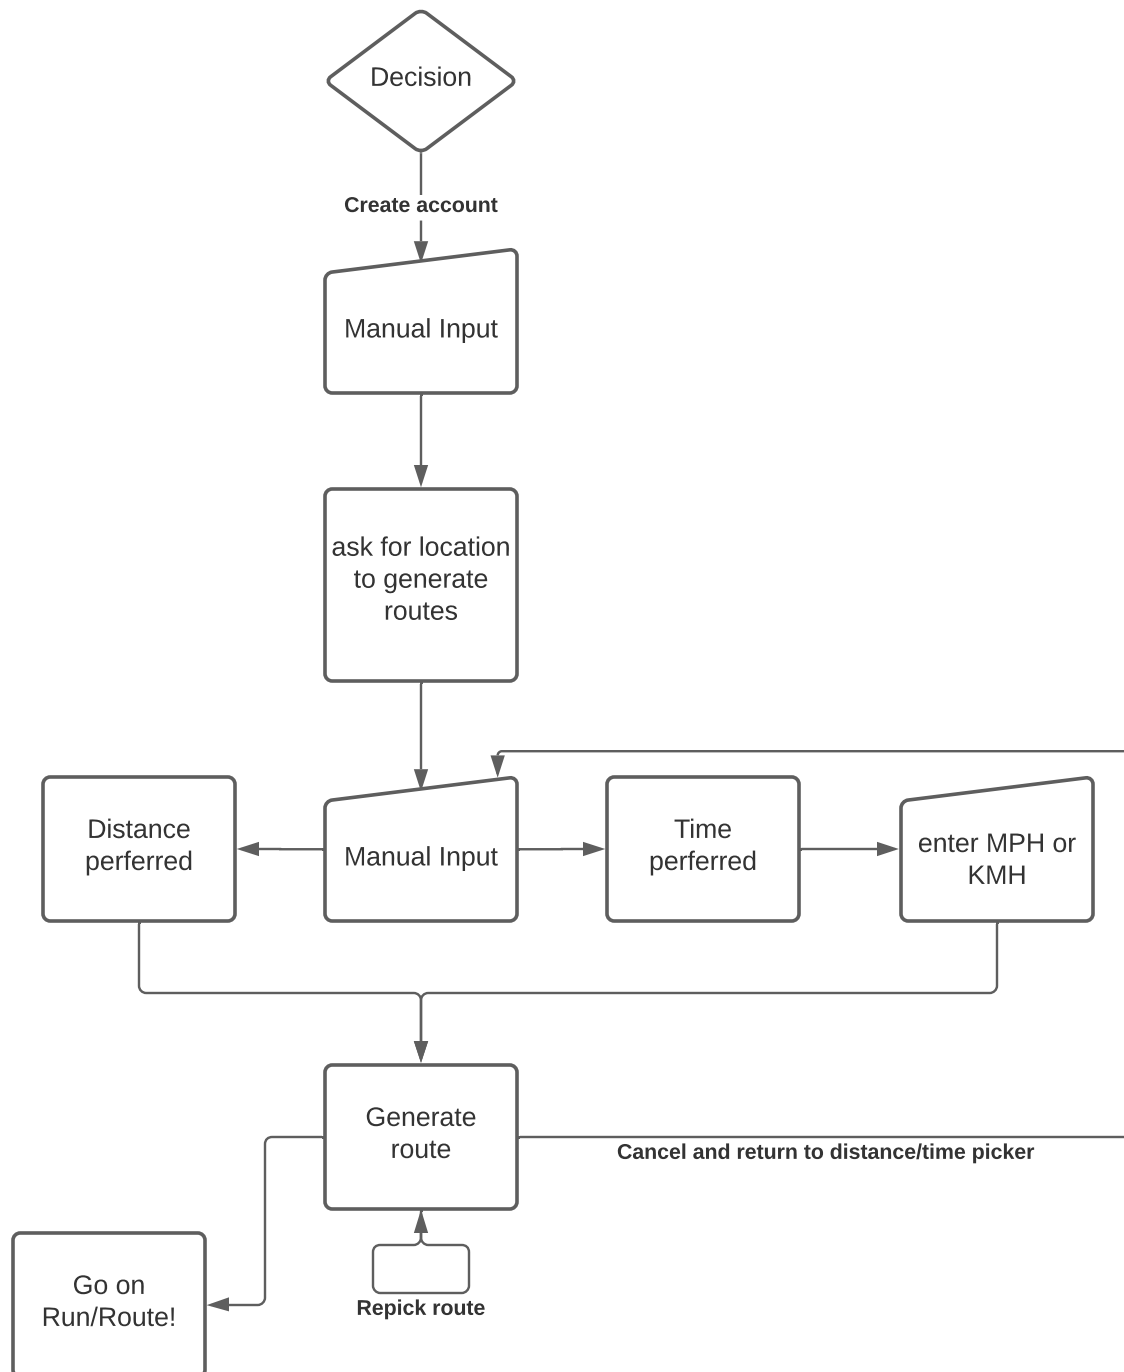 Decision
Create account
Manual Input
ask for location
to generate
routes
Distance
perferred
Manual Input
Time
perferred
enter MPH or
KMH
Generate
route
Cancel and return to distance/time picker
Go on
Run/Route!
Repick route